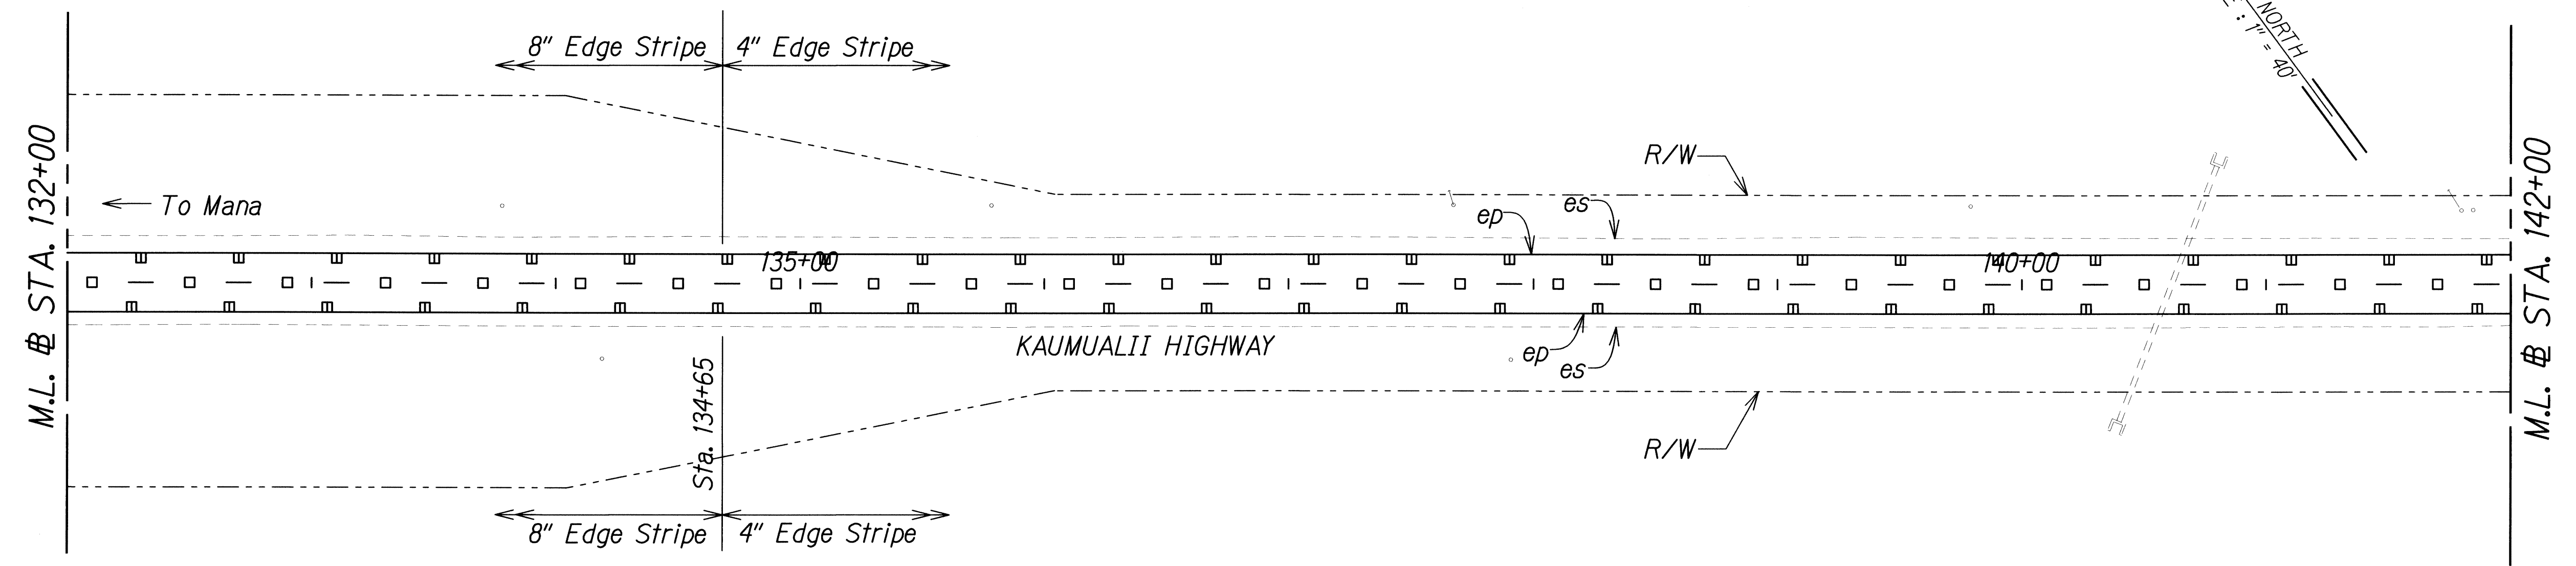 8" Edge Stripe
4" Edge Stripe
NORTH
: 1" = 40'
M.L. ℄ STA. 132+00
To Mana
R/W
ep
es
135+00
140+00
M.L. ℄ STA. 142+00
KAUMUALII HIGHWAY
ep
es
Sta. 134+65
R/W
8" Edge Stripe
4" Edge Stripe